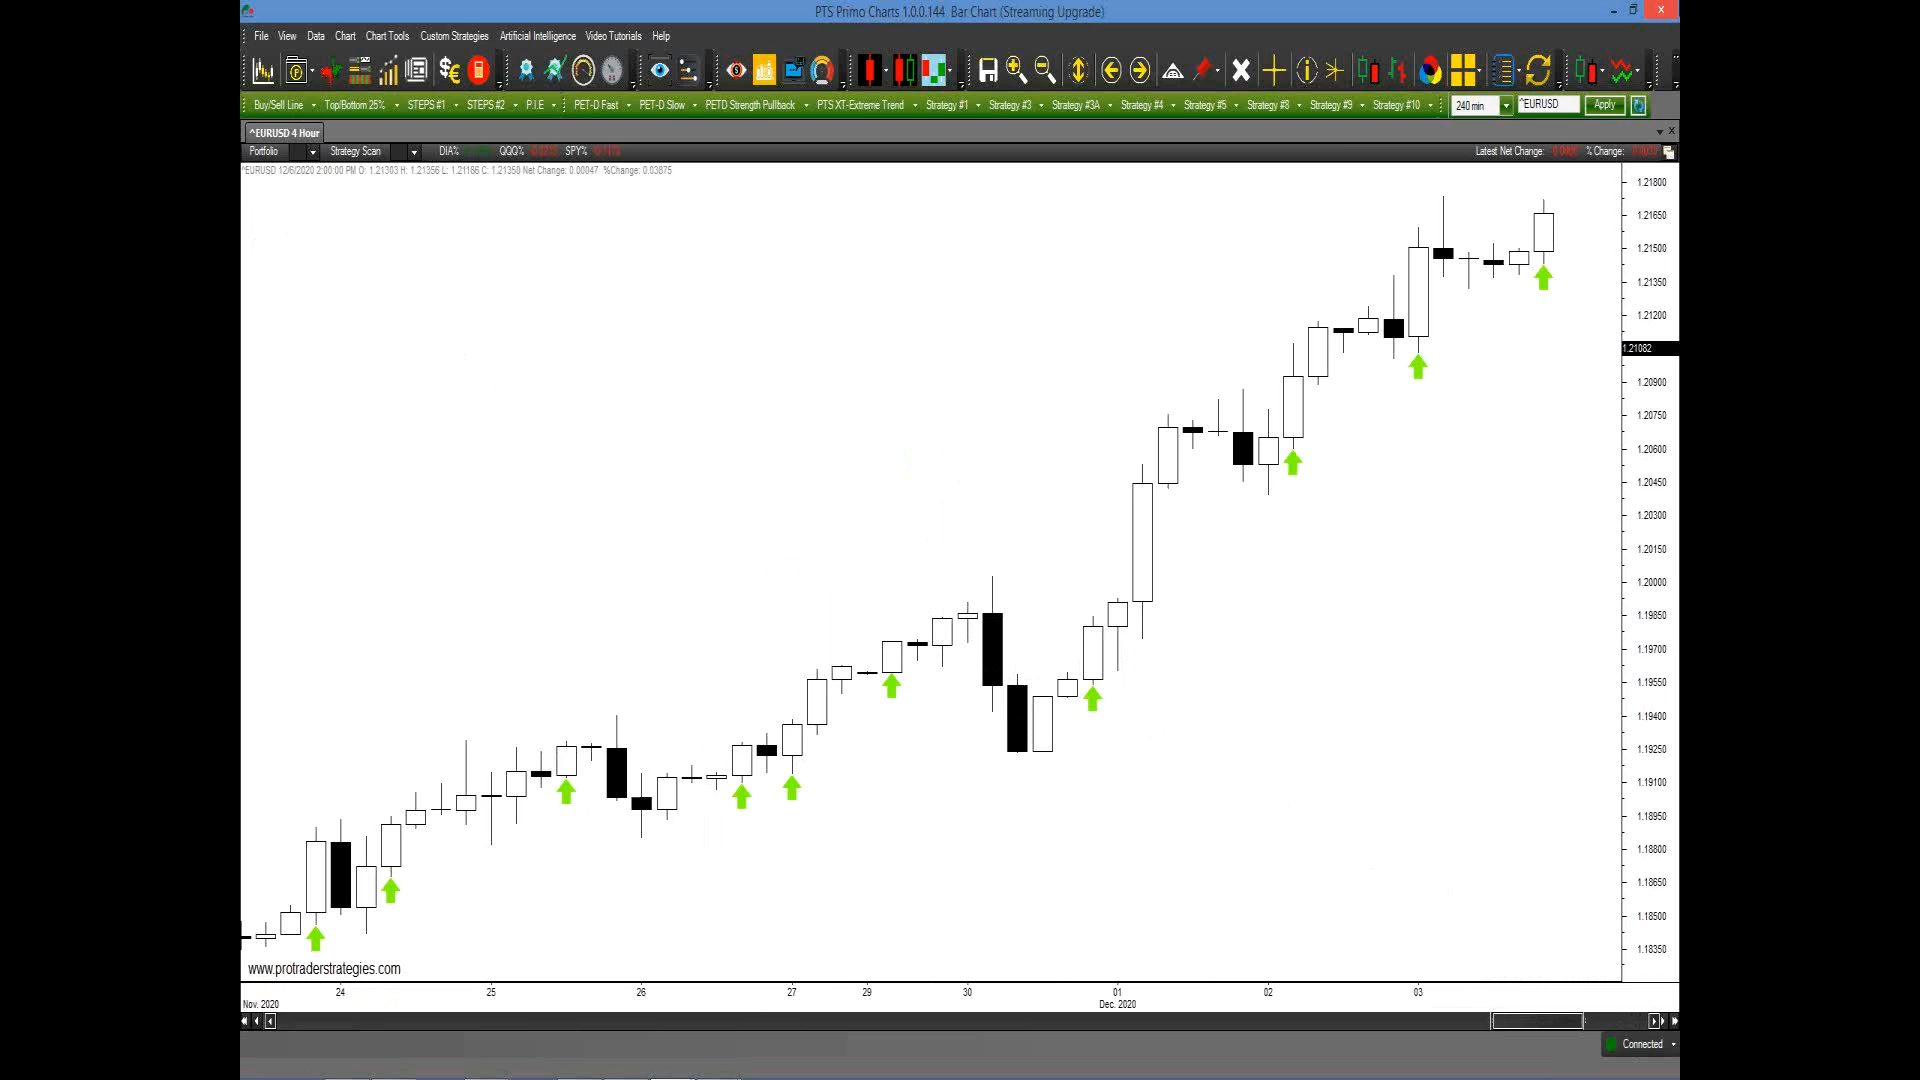 PTS Primo Charts 1.0.0.144 Bar Chart (Streaming Upgrade)
File View Data Chart Chart Tools Custom Strategies Artificial Intelligence Video Tutorials Help
Buy/Sell Line Top/Bottom 25% STEPS #1 STEPS #2 P.I.E PET-D Fast PET-D Slow PETD Strength Pullback PTS XT-Extreme Trend Strategy #1 Strategy #3 Strategy #3A Strategy #4 Strategy #5 Strategy #8 Strategy #9 Strategy #10 240 min ^EURUSD Apply
^EURUSD 4 Hour
Portfolio Strategy Scan DIA% QQQ% SPY% Latest Net Change: % Change:
^EURUSD 12/6/2020 2:00:00 PM O: 1.21303 H: 1.21356 L: 1.21186 C: 1.21350 Net Change: 0.00047 %Change: 0.03875
1.21800
1.21650
1.21500
1.21350
1.21200
1.21082
1.20900
1.20750
1.20600
1.20450
1.20300
1.20150
1.20000
1.19850
1.19700
1.19550
1.19400
1.19250
1.19100
1.18950
1.18800
1.18650
1.18500
1.18350
www.protraderstrategies.com
24 25 26 27 29 30 01 02 03
Nov. 2020 Dec. 2020
Connected